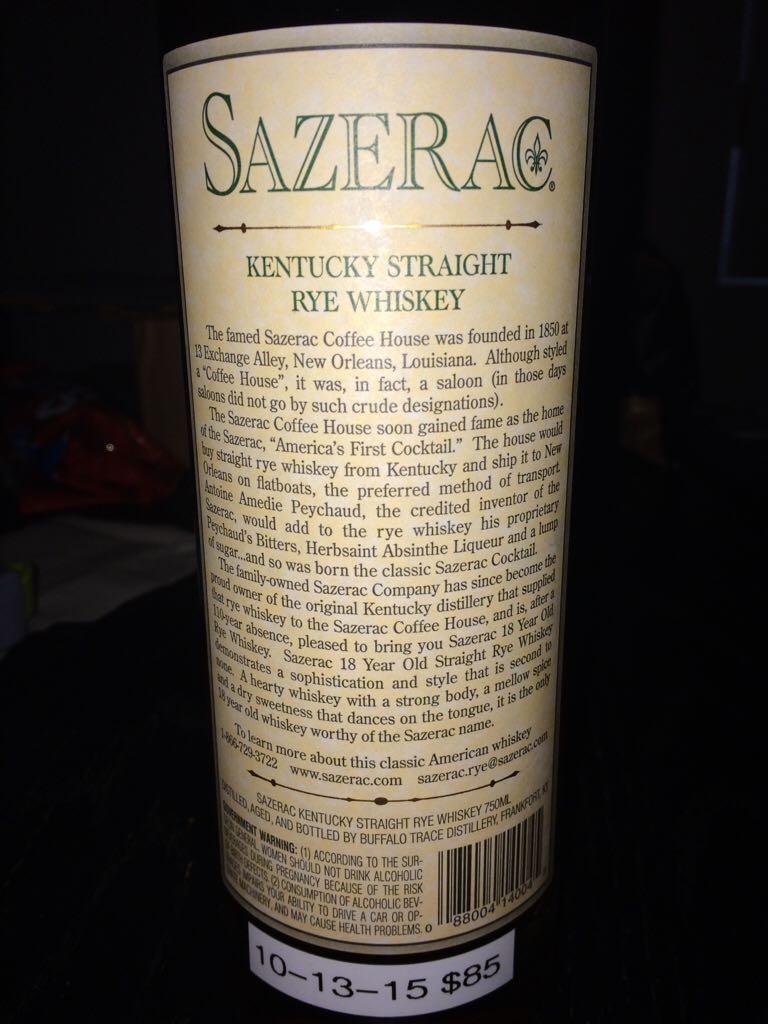 SAZERAC®
KENTUCKY STRAIGHT
RYE WHISKEY
The famed Sazerac Coffee House was founded in 1850 at
13 Exchange Alley, New Orleans, Louisiana. Although styled
a "Coffee House", it was, in fact, a saloon (in those days
saloons did not go by such crude designations).
The Sazerac Coffee House soon gained fame as the home
of the Sazerac, "America's First Cocktail." The house would
buy straight rye whiskey from Kentucky and ship it to New
Orleans on flatboats, the preferred method of transport.
Antoine Amedie Peychaud, the credited inventor of the
Sazerac, would add to the rye whiskey his proprietary
Peychaud's Bitters, Herbsaint Absinthe Liqueur and a lump
of sugar...and so was born the classic Sazerac Cocktail.
The family-owned Sazerac Company has since become the
proud owner of the original Kentucky distillery that supplied
that rye whiskey to the Sazerac Coffee House, and is, after a
110-year absence, pleased to bring you Sazerac 18 Year Old
Rye Whiskey. Sazerac 18 Year Old Straight Rye Whiskey
demonstrates a sophistication and style that is second to
none. A hearty whiskey with a strong body, a mellow spice
and a dry sweetness that dances on the tongue, it is the only
18 year old whiskey worthy of the Sazerac name.
To learn more about this classic American whiskey
1-866-729-3722 www.sazerac.com sazerac.rye@sazerac.com
SAZERAC KENTUCKY STRAIGHT RYE WHISKEY 750ML
DISTILLED, AGED, AND BOTTLED BY BUFFALO TRACE DISTILLERY, FRANKFORT, KY
GOVERNMENT WARNING: (1) ACCORDING TO THE SUR-
GEON GENERAL, WOMEN SHOULD NOT DRINK ALCOHOLIC
DURING PREGNANCY BECAUSE OF THE RISK
OF BIRTH DEFECTS. (2) CONSUMPTION OF ALCOHOLIC BEV-
IMPAIRS YOUR ABILITY TO DRIVE A CAR OR OP-
MACHINERY, AND MAY CAUSE HEALTH PROBLEMS.
0 88004 14004
10-13-15 $85